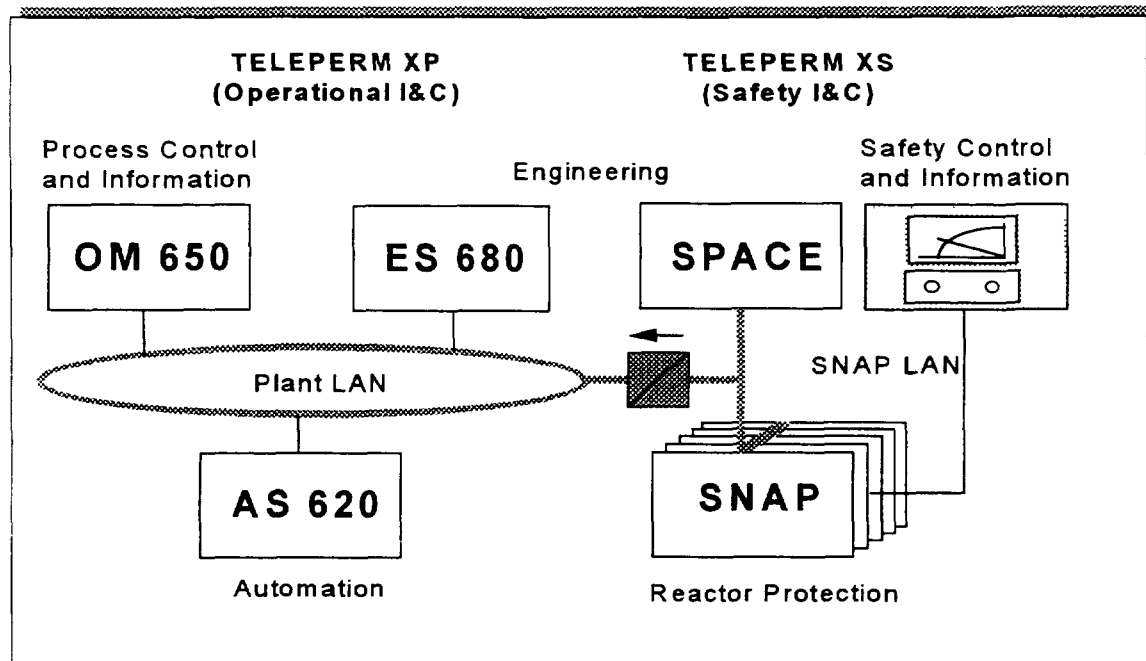 TELEPERM XP
(Operational I&C)
TELEPERM XS
(Safety I&C)
Process Control
and Information
Engineering
Safety Control
and Information
OM 650
ES 680
SPACE
Plant LAN
SNAP LAN
AS 620
SNAP
Automation
Reactor Protection